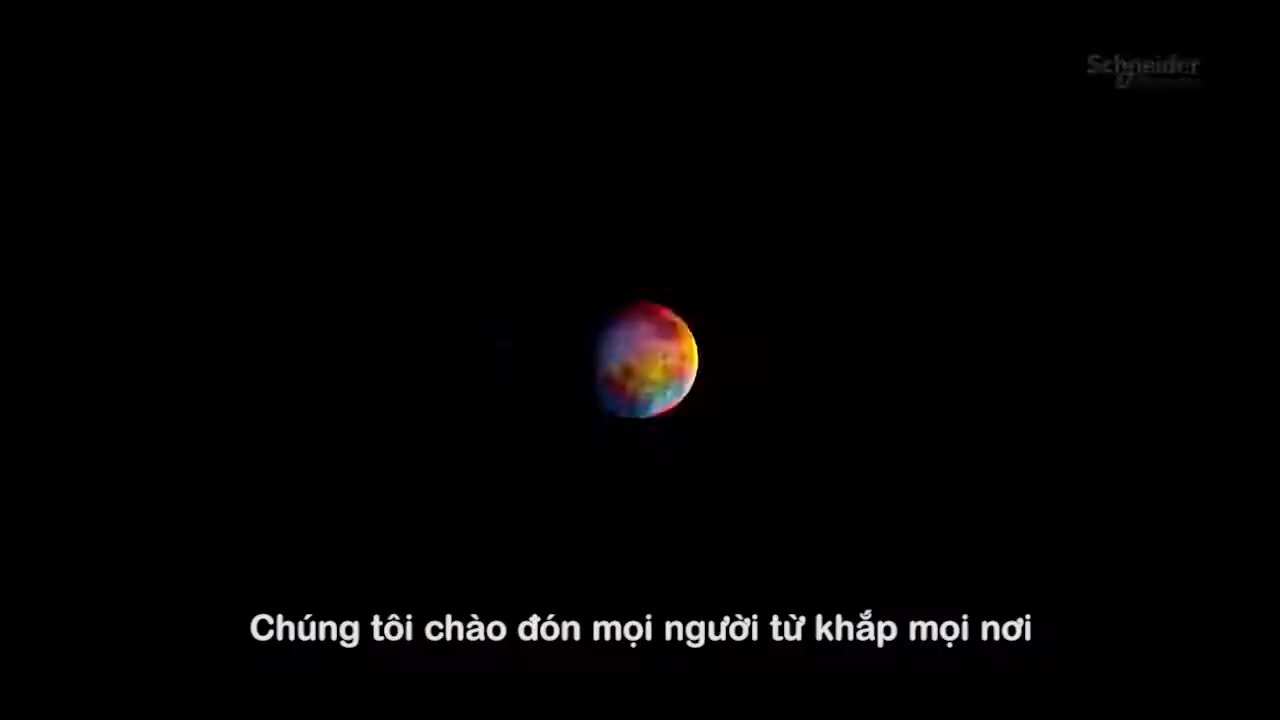 Schneider
Chúng tôi chào đón mọi người từ khắp mọi nơi